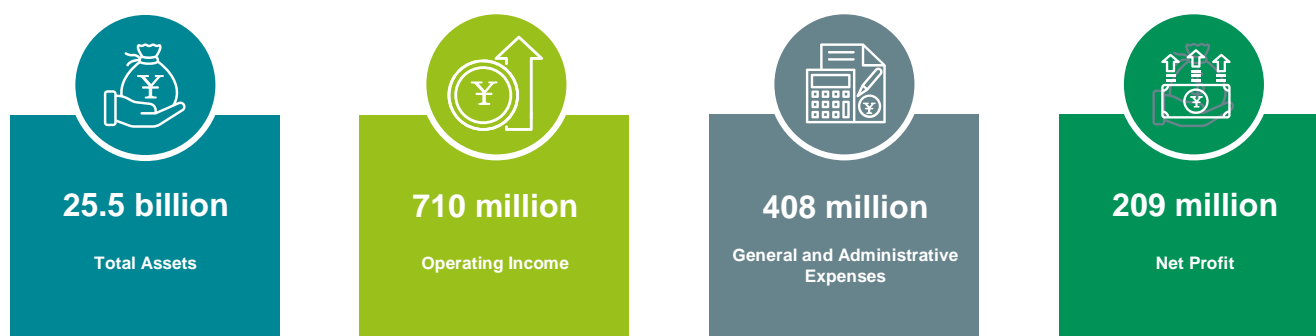 ¥
25.5 billion
Total Assets
¥
710 million
Operating Income
¥
408 million
General and Administrative
Expenses
¥
209 million
Net Profit